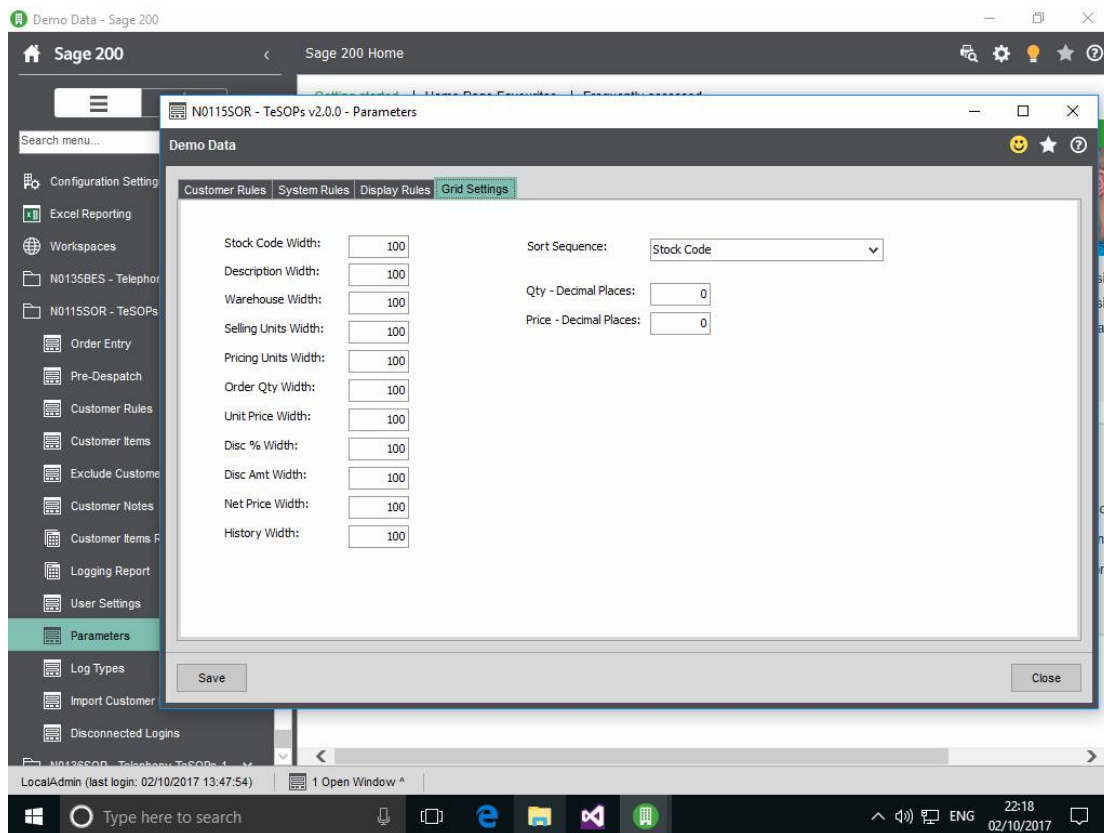 Demo Data - Sage 200
Sage 200
Sage 200 Home
Search menu...
Configuration Setting
Excel Reporting
Workspaces
N0135BES - Telephor
N0115SOR - TeSOPs
Order Entry
Pre-Despatch
Customer Rules
Customer Items
Exclude Custome
Customer Notes
Customer Items R
Logging Report
User Settings
Parameters
Log Types
Import Customer
Disconnected Logins
N0115SOR - TeSOPs v2.0.0 - Parameters
Demo Data
Customer Rules System Rules Display Rules Grid Settings
Stock Code Width: 100
Description Width: 100
Warehouse Width: 100
Selling Units Width: 100
Pricing Units Width: 100
Order Qty Width: 100
Unit Price Width: 100
Disc % Width: 100
Disc Amt Width: 100
Net Price Width: 100
History Width: 100
Sort Sequence: Stock Code
Qty - Decimal Places: 0
Price - Decimal Places: 0
Save
Close
LocalAdmin (last login: 02/10/2017 13:47:54)
1 Open Window ^
Type here to search
ENG
22:18
02/10/2017